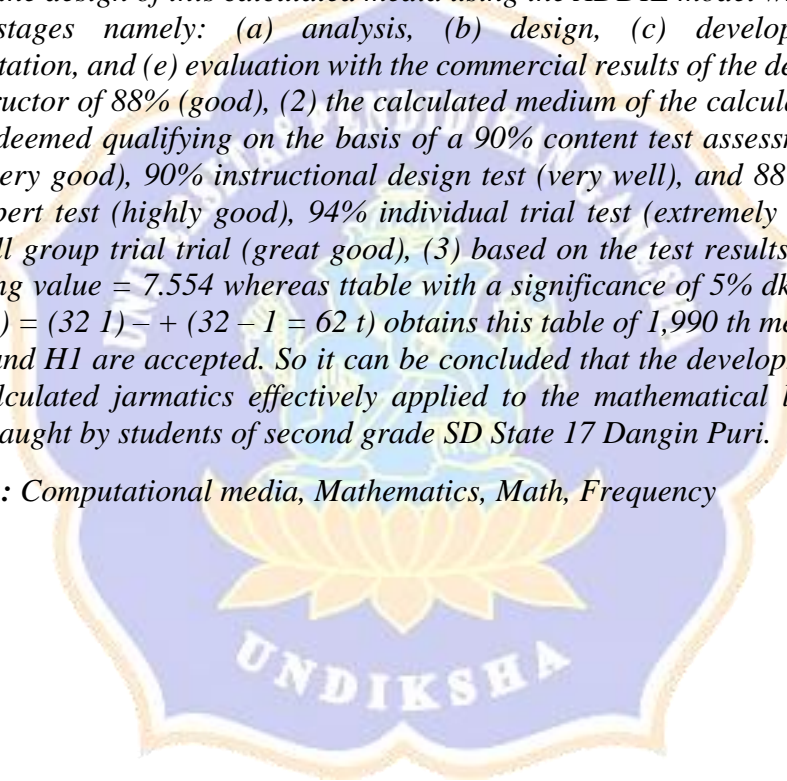 the design of this calculated media using the ADDIE model w
stages namely: (a) analysis, (b) design, (c) develop
tation, and (e) evaluation with the commercial results of the de
ructor of 88% (good), (2) the calculated medium of the calcula
deemed qualifying on the basis of a 90% content test assessm
ery good), 90% instructional design test (very well), and 88
pert test (highly good), 94% individual trial test (extremely
ll group trial trial (great good), (3) based on the test results
ng value = 7.554 whereas ttable with a significance of 5% dk
) = (32 1) – + (32 – 1 = 62 t) obtains this table of 1,990 th me
and H1 are accepted. So it can be concluded that the develop
lculated jarmatics effectively applied to the mathematical l
aught by students of second grade SD State 17 Dangin Puri.
: Computational media, Mathematics, Math, Frequency
UNIVERSITAS PENDIDIKAN GANESHA
UNDIKSHA